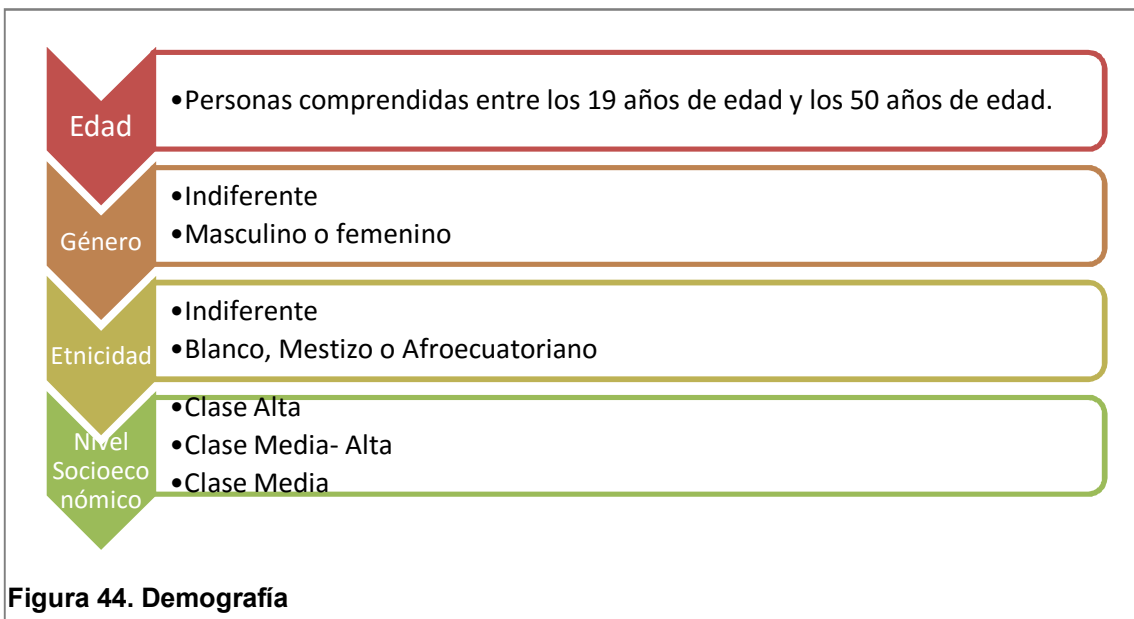 Edad
•Personas comprendidas entre los 19 años de edad y los 50 años de edad.
Género
•Indiferente
•Masculino o femenino
Etnicidad
•Indiferente
•Blanco, Mestizo o Afroecuatoriano
Nivel
Socioeco
nómico
•Clase Alta
•Clase Media- Alta
•Clase Media
Figura 44. Demografía